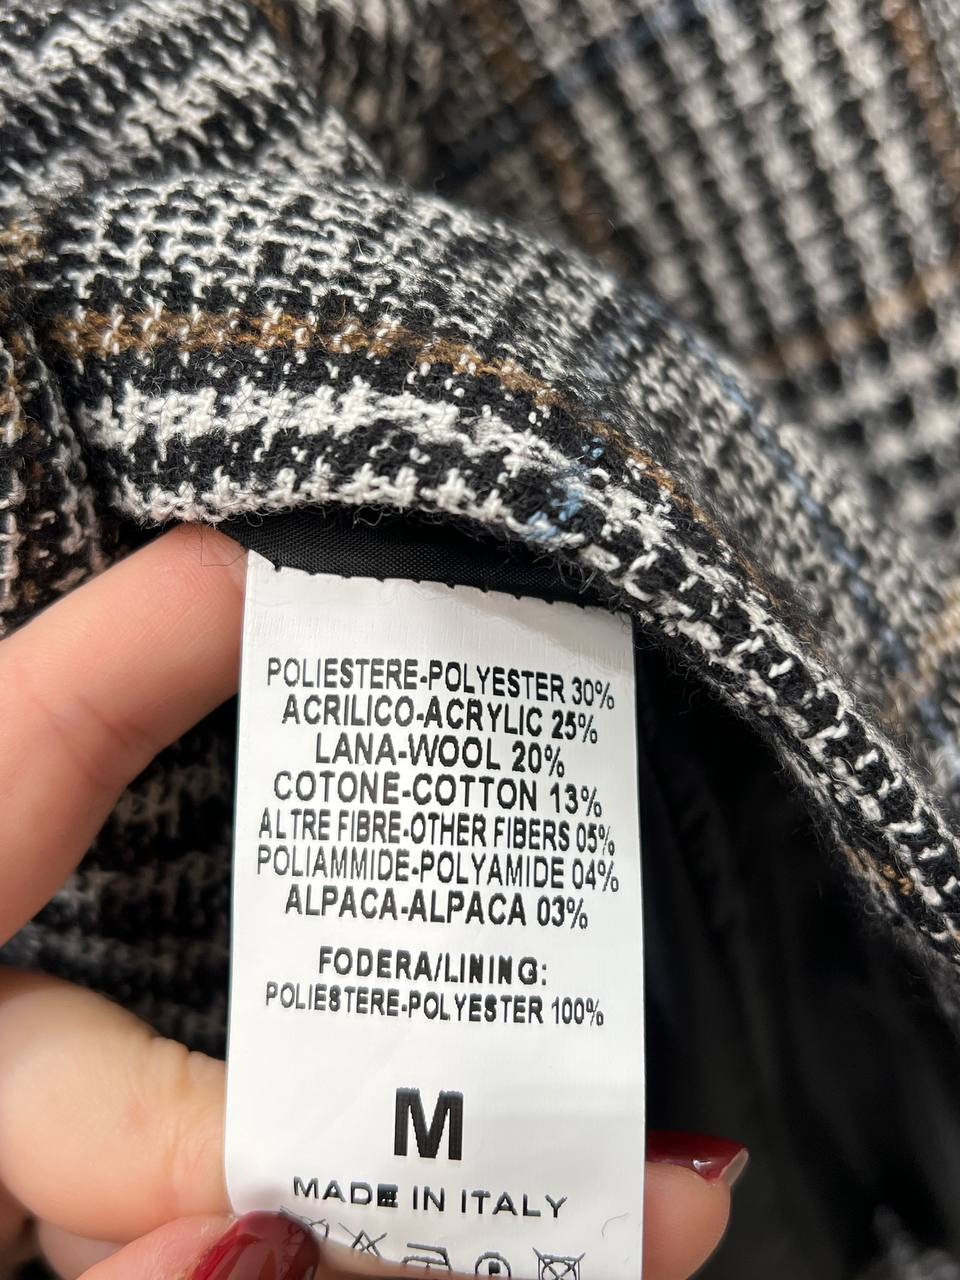 POLIESTERE-POLYESTER 30%
ACRILICO-ACRYLIC 25%
LANA-WOOL 20%
COTONE-COTTON 13%
ALTRE FIBRE-OTHER FIBERS 05%
POLIAMMIDE-POLYAMIDE 04%
ALPACA-ALPACA 03%
FODERA/LINING:
POLIESTERE-POLYESTER 100%
M
MADE IN ITALY